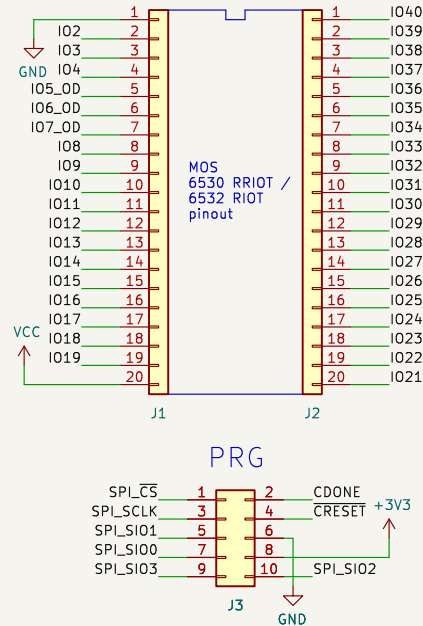 1 1 IO40
IO2 2 2 IO39
GND IO3 3 3 IO38
IO4 4 4 IO37
IO5_OD 5 5 IO36
IO6_OD 6 6 IO35
IO7_OD 7 7 IO34
IO8 8 8 IO33
IO9 9 9 IO32
IO10 10 10 IO31
IO11 11 11 IO30
IO12 12 12 IO29
IO13 13 13 IO28
IO14 14 14 IO27
IO15 15 15 IO26
IO16 16 16 IO25
IO17 17 17 IO24
VCC IO18 18 18 IO23
IO19 19 19 IO22
20 20 IO21
MOS
6530 RRIOT /
6532 RIOT
pinout
J1 J2
PRG
SPI_CS 1 2 CDONE
SPI_SCLK 3 4 CRESET +3V3
SPI_SIO1 5 6
SPI_SIO0 7 8
SPI_SIO3 9 10 SPI_SIO2
J3 GND